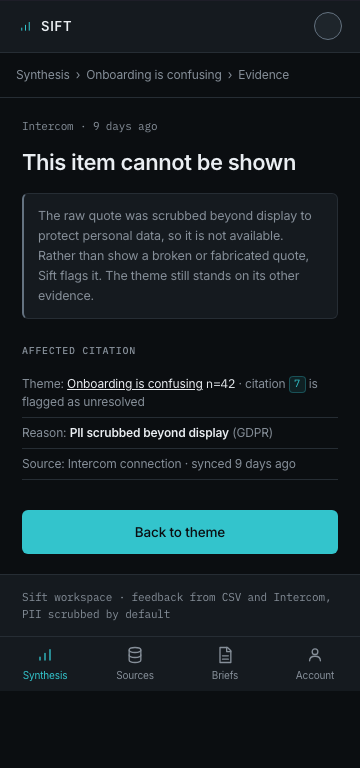 SIFT
Synthesis › Onboarding is confusing › Evidence
Intercom · 9 days ago
This item cannot be shown
The raw quote was scrubbed beyond display to
protect personal data, so it is not available.
Rather than show a broken or fabricated quote,
Sift flags it. The theme still stands on its other
evidence.
AFFECTED CITATION
Theme: Onboarding is confusing n=42 · citation 7 is
flagged as unresolved
Reason: PII scrubbed beyond display (GDPR)
Source: Intercom connection · synced 9 days ago
Back to theme
Sift workspace · feedback from CSV and Intercom,
PII scrubbed by default
Synthesis Sources Briefs Account